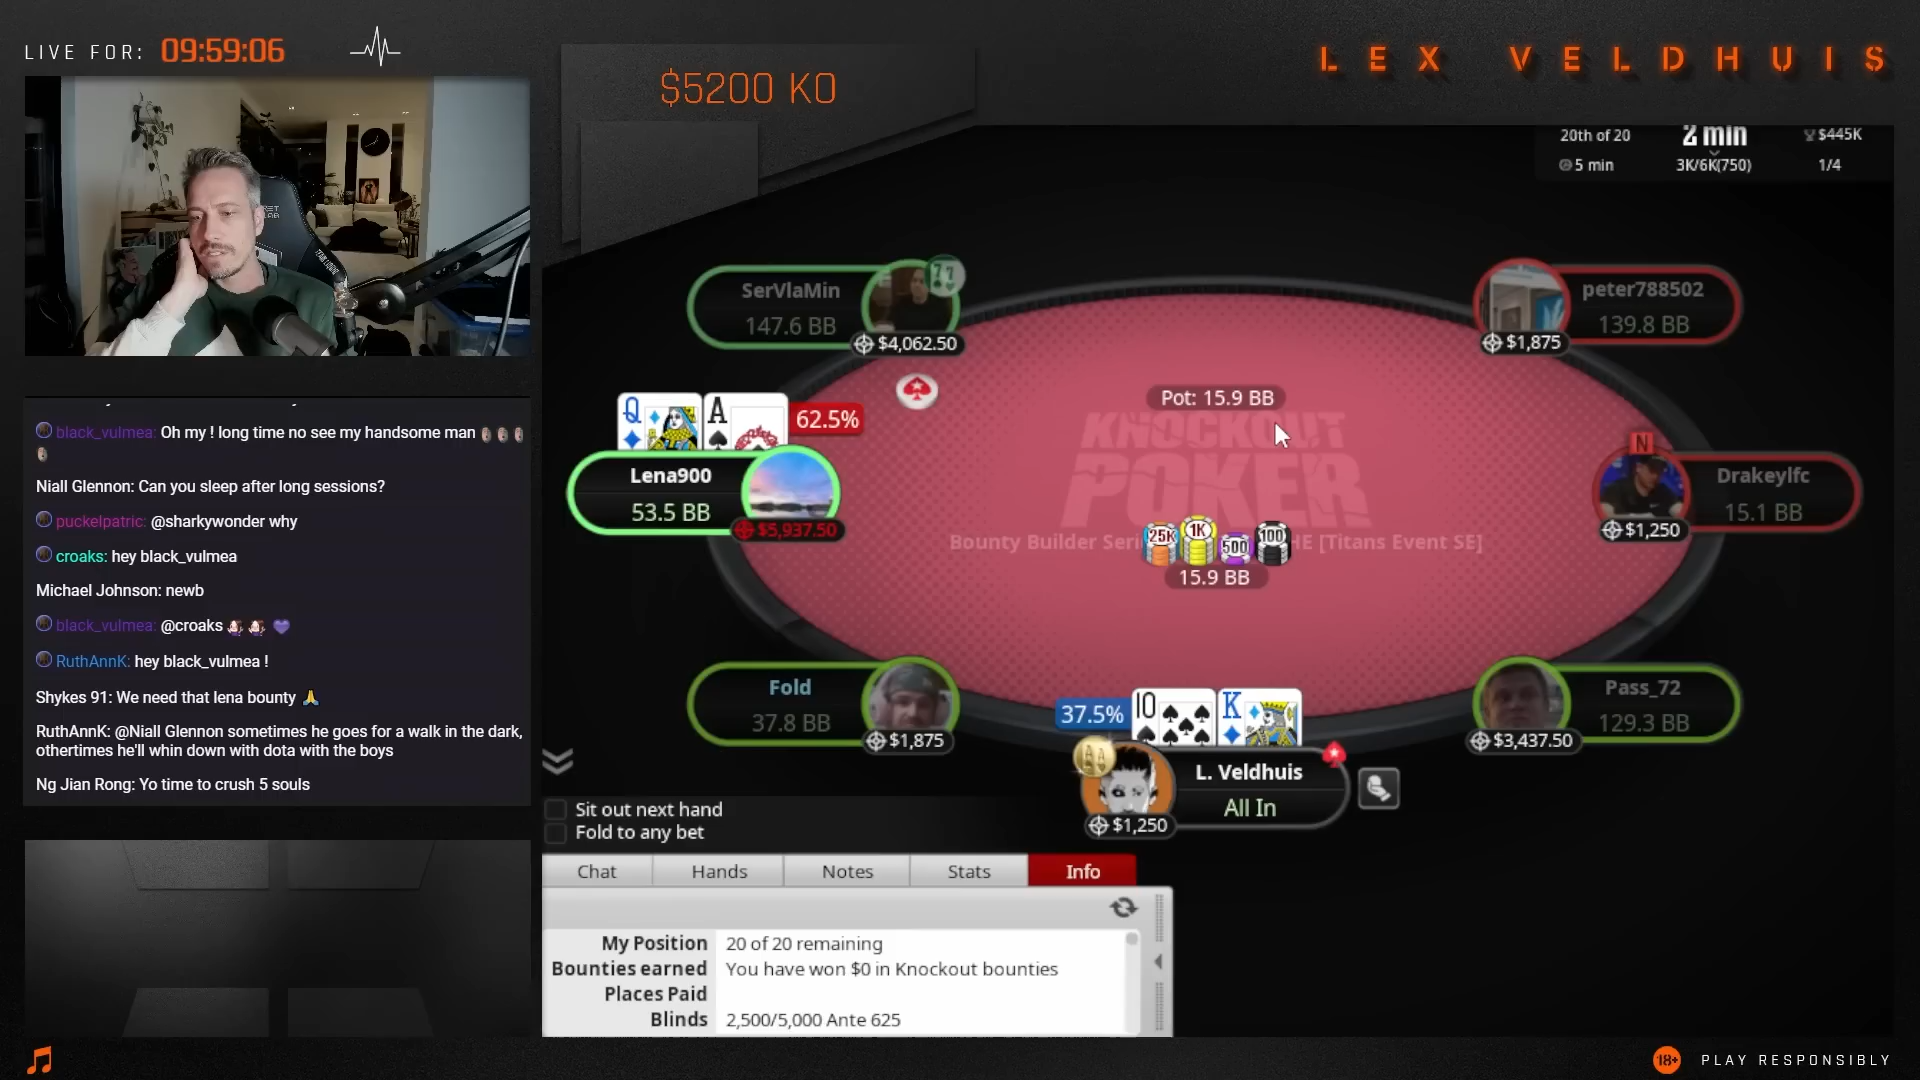 LIVE FOR: 09:59:06
$5200 KO
LEX VELDHUIS
20th of 20
2 min
$445K
5 min
3K/6K(750)
1/4
SerVlaMin
147.6 BB
$4,062.50
77
peter788502
139.8 BB
$1,875
Pot: 15.9 BB
KNOCKOUT
POKER
Q
A
62.5%
Lena900
53.5 BB
$5,937.50
N
Drakeylfc
15.1 BB
$1,250
25K
1K
500
100
Bounty Builder Seri
HE [Titans Event SE]
15.9 BB
Fold
37.8 BB
$1,875
37.5%
10
K
Pass_72
129.3 BB
$3,437.50
L. Veldhuis
All In
$1,250
black_vulmea: Oh my ! long time no see my handsome man
Niall Glennon: Can you sleep after long sessions?
puckelpatric: @sharkywonder why
croaks: hey black_vulmea
Michael Johnson: newb
black_vulmea: @croaks
RuthAnnK: hey black_vulmea !
Shykes 91: We need that lena bounty 🙏
RuthAnnK: @Niall Glennon sometimes he goes for a walk in the dark,
othertimes he'll whin down with dota with the boys
Ng Jian Rong: Yo time to crush 5 souls
Sit out next hand
Fold to any bet
Chat
Hands
Notes
Stats
Info
My Position 20 of 20 remaining
Bounties earned You have won $0 in Knockout bounties
Places Paid
Blinds 2,500/5,000 Ante 625
18+ PLAY RESPONSIBLY